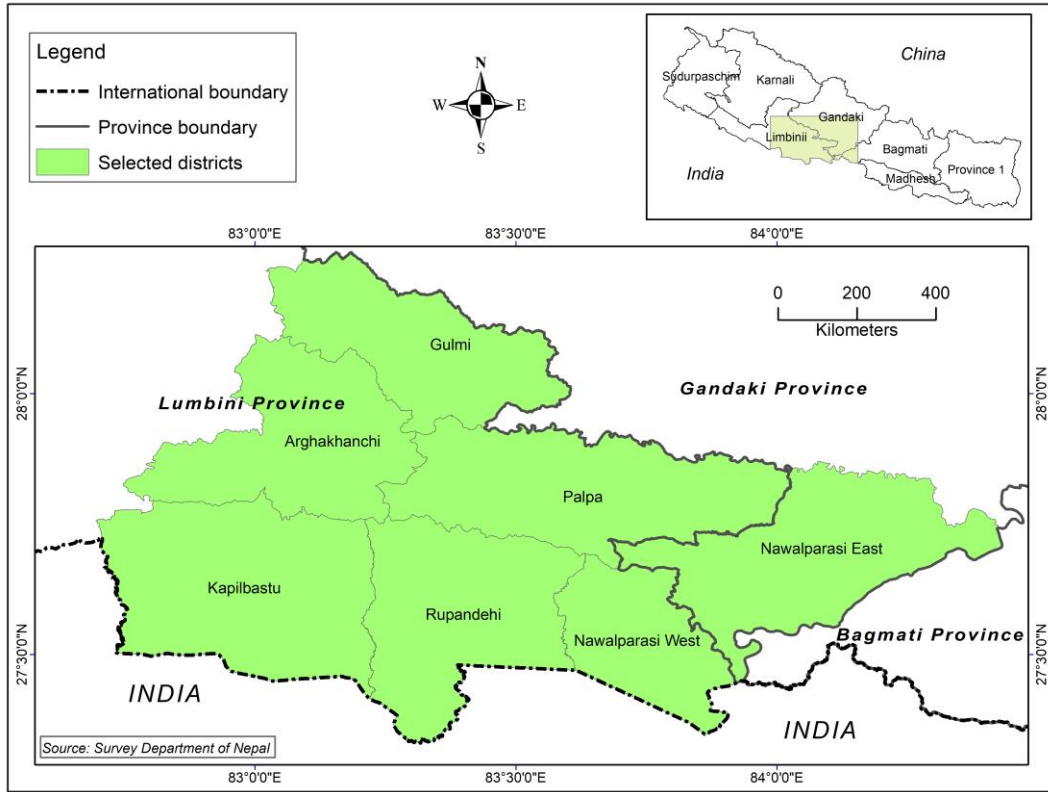 Legend
International boundary
Province boundary
Selected districts
N
W E
S
China
Sudurpaschim
Karnali
Gandaki
Limbinii
Bagmati
Province 1
Madhesh
India
83°0'0"E 83°30'0"E 84°0'0"E
0 200 400
Kilometers
Gulmi
28°0'0"N
Lumbini Province
Gandaki Province
28°0'0"N
Arghakhanchi
Palpa
Nawalparasi East
Kapilbastu
Rupandehi
Nawalparasi West
Bagmati Province
27°30'0"N
27°30'0"N
INDIA
INDIA
Source: Survey Department of Nepal
83°0'0"E 83°30'0"E 84°0'0"E